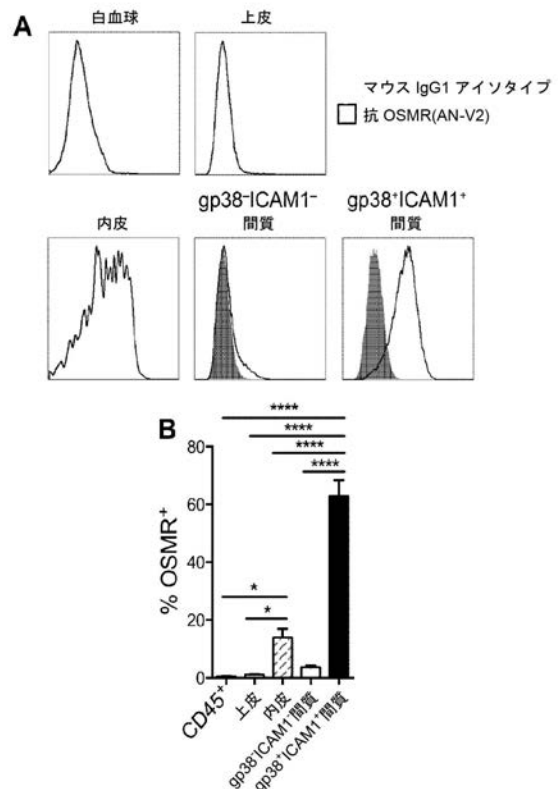 A
白血球
上皮
マウス IgG1 アイソタイプ
抗 OSMR(AN-V2)
内皮
gp38⁻ICAM1⁻
間質
gp38⁺ICAM1⁺
間質
B
****
****
****
****
*
*
% OSMR⁺
80
60
40
20
0
CD45⁺
上皮
内皮
gp38⁻ICAM1⁻間質
gp38⁺ICAM1⁺間質